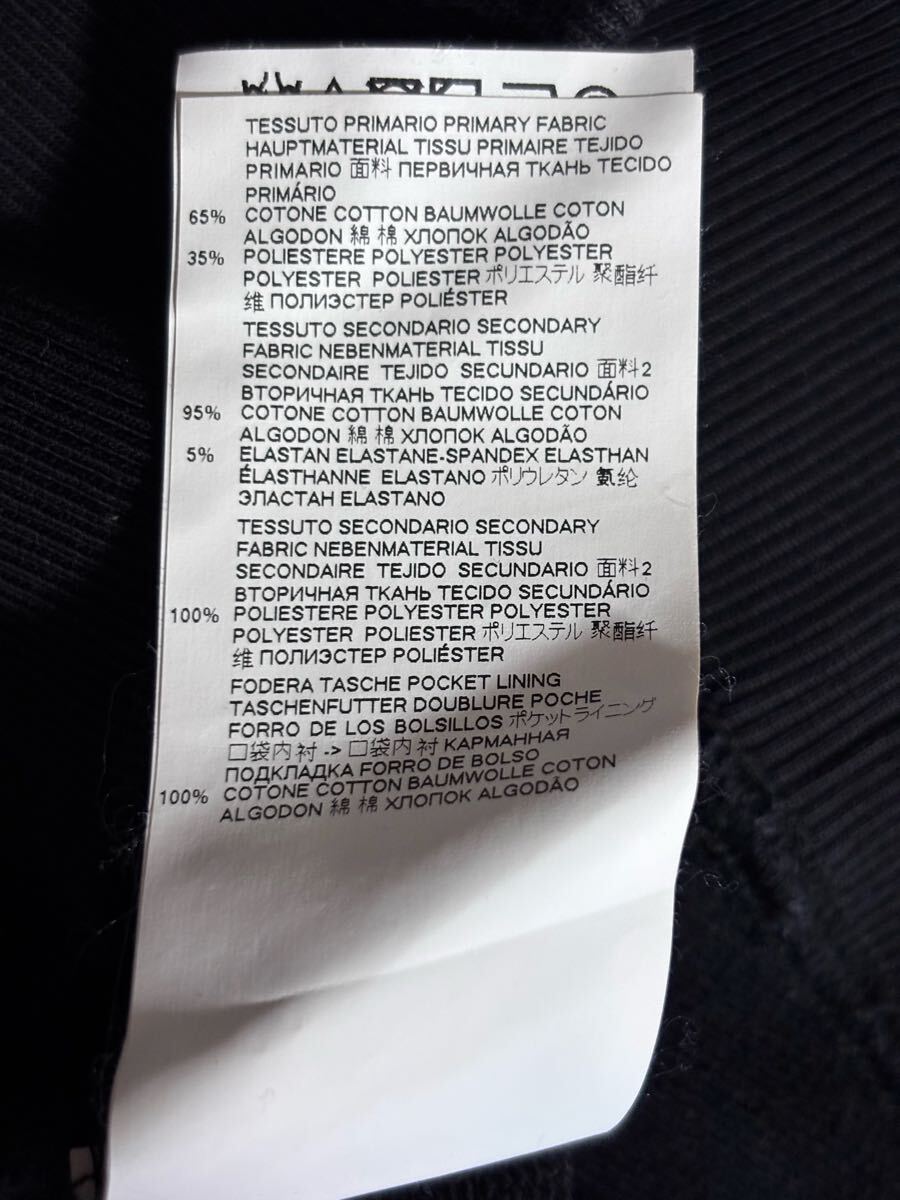 TESSUTO PRIMARIO PRIMARY FABRIC
HAUPTMATERIAL TISSU PRIMAIRE TEJIDO
PRIMARIO 面料 ПЕРВИЧНАЯ ТКАНЬ TECIDO
PRIMÁRIO
65% COTONE COTTON BAUMWOLLE COTON
ALGODON 綿 棉 ХЛОПОК ALGODÃO
35% POLIESTERE POLYESTER POLYESTER
POLYESTER POLIESTER ポリエステル 聚酯纤
维 ПОЛИЭСТЕР POLIÉSTER
TESSUTO SECONDARIO SECONDARY
FABRIC NEBENMATERIAL TISSU
SECONDAIRE TEJIDO SECUNDARIO 面料2
ВТОРИЧНАЯ ТКАНЬ TECIDO SECUNDÁRIO
95% COTONE COTTON BAUMWOLLE COTON
ALGODON 綿 棉 ХЛОПОК ALGODÃO
5% ELASTAN ELASTANE-SPANDEX ELASTHAN
ÉLASTHANNE ELASTANO ポリウレタン 氨纶
ЭЛАСТАН ELASTANO
TESSUTO SECONDARIO SECONDARY
FABRIC NEBENMATERIAL TISSU
SECONDAIRE TEJIDO SECUNDARIO 面料2
ВТОРИЧНАЯ ТКАНЬ TECIDO SECUNDÁRIO
100% POLIESTERE POLYESTER POLYESTER
POLYESTER POLIESTER ポリエステル 聚酯纤
维 ПОЛИЭСТЕР POLIÉSTER
FODERA TASCHE POCKET LINING
TASCHENFUTTER DOUBLURE POCHE
FORRO DE LOS BOLSILLOS ポケットライニング
口袋内衬 -> 口袋内衬 КАРМАННАЯ
ПОДКЛАДКА FORRO DE BOLSO
100% COTONE COTTON BAUMWOLLE COTON
ALGODON 綿 棉 ХЛОПОК ALGODÃO